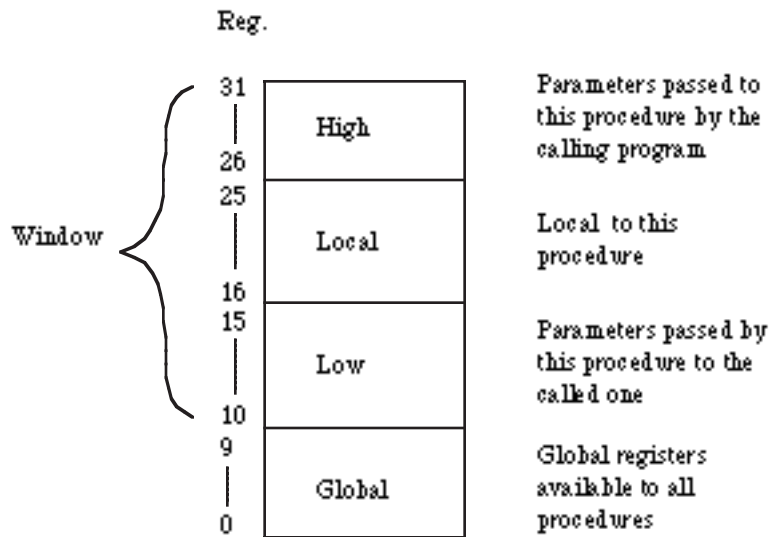 Reg.
31
26
High
Parameters passed to
this procedure by the
calling program
Window
25
16
Local
Local to this
procedure
15
10
Low
Parameters passed by
this procedure to the
called one
9
0
Global
Global registers
available to all
procedures